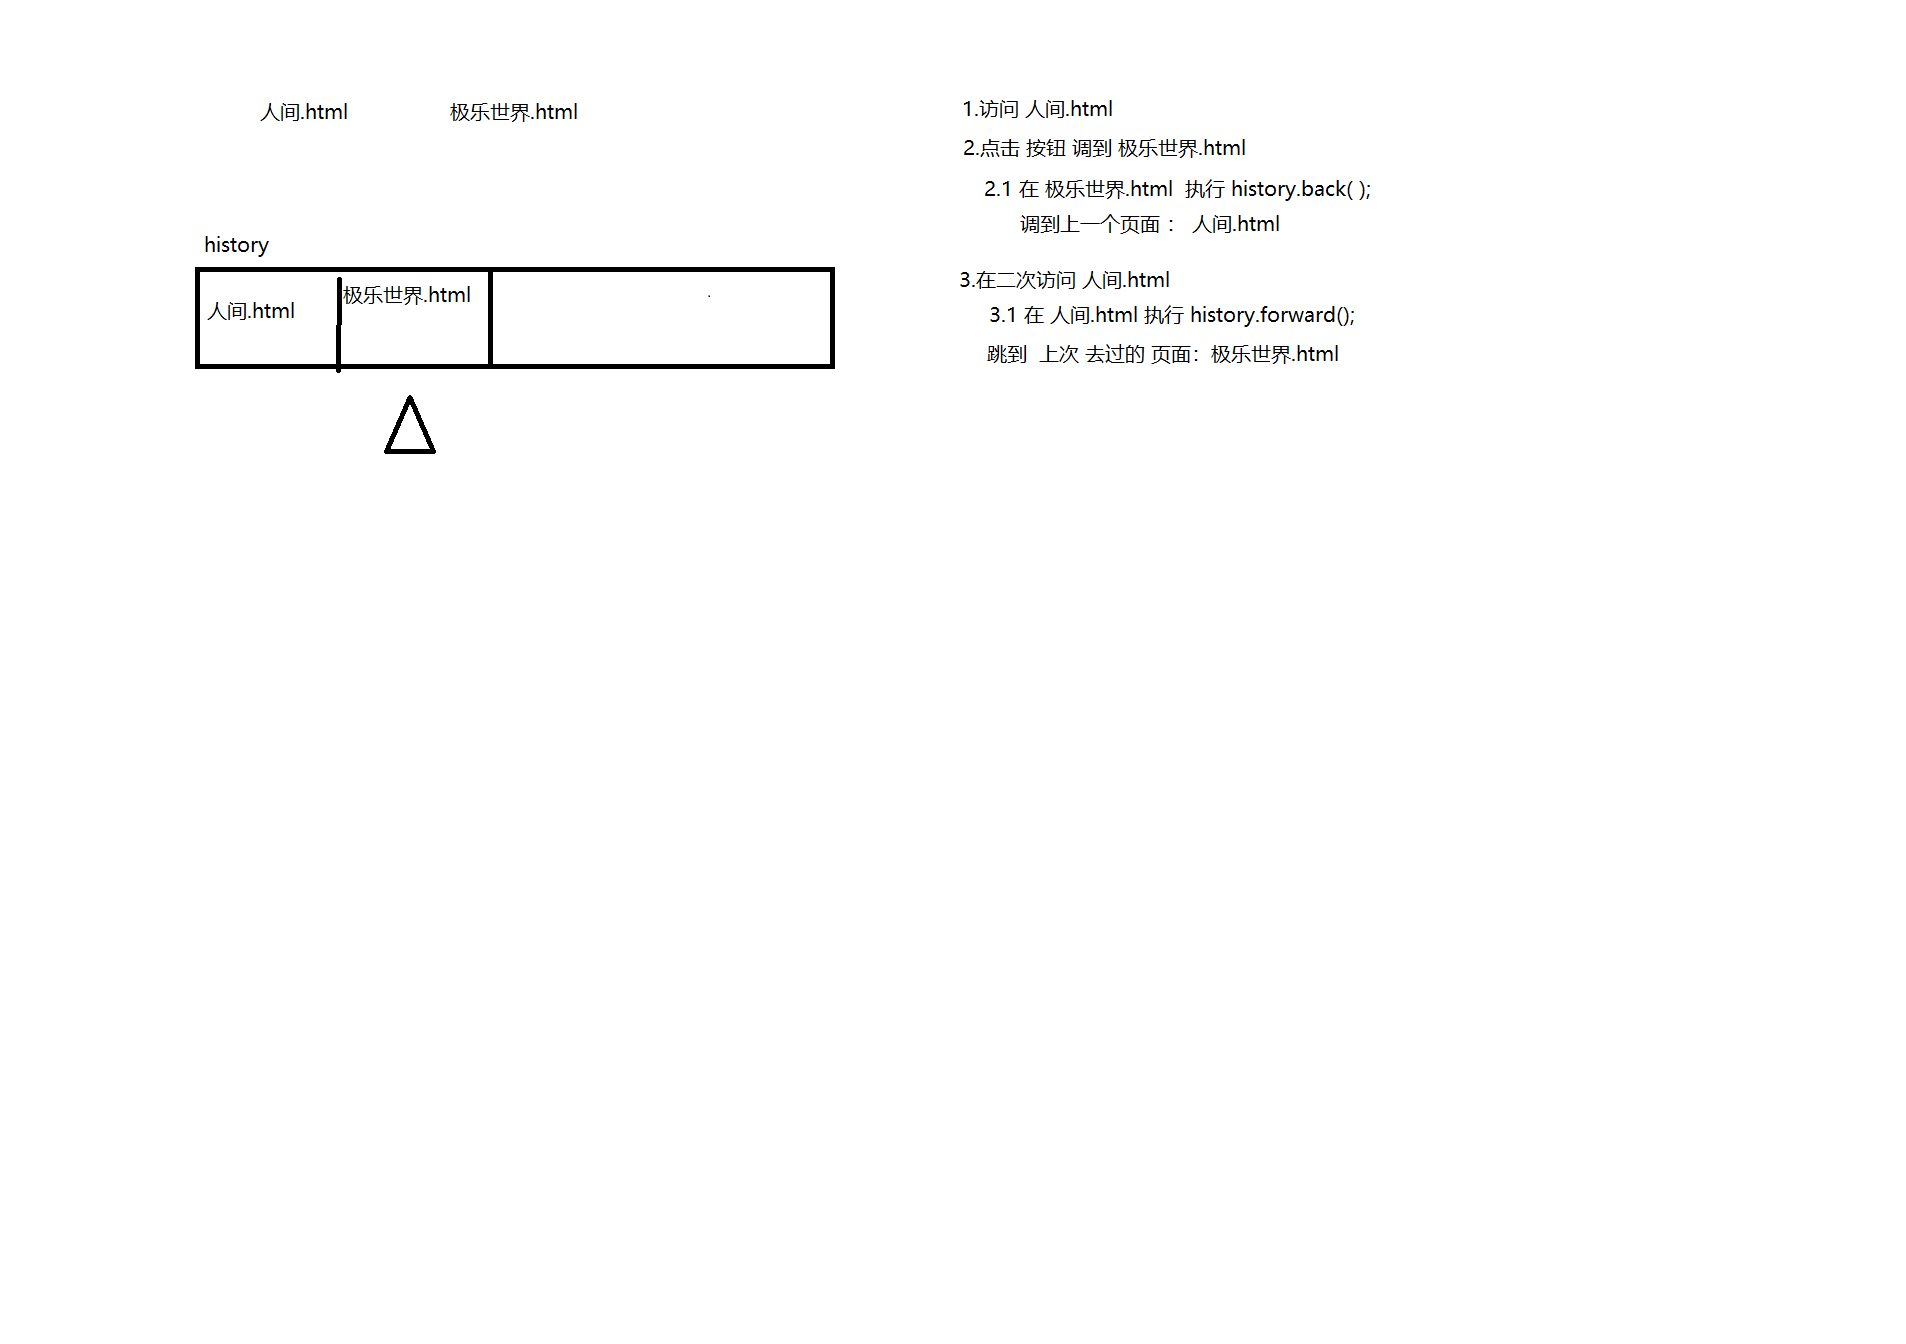 人间.html
极乐世界.html
history
人间.html
极乐世界.html
1.访问 人间.html
2.点击 按钮 调到 极乐世界.html
2.1 在 极乐世界.html  执行 history.back( );
调到上一个页面： 人间.html
3.在二次访问 人间.html
3.1 在 人间.html 执行 history.forward();
跳到  上次 去过的 页面：极乐世界.html